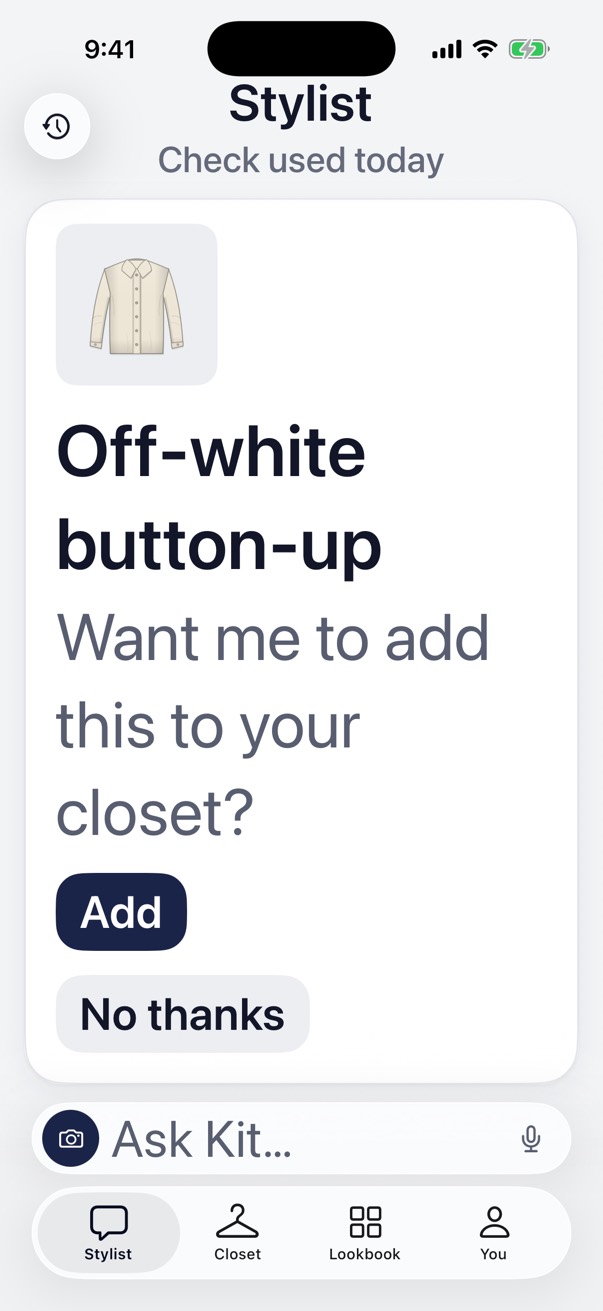 9:41
Stylist
Check used today
Off-white
button-up
Want me to add
this to your
closet?
Add
No thanks
Ask Kit...
Stylist
Closet
Lookbook
You